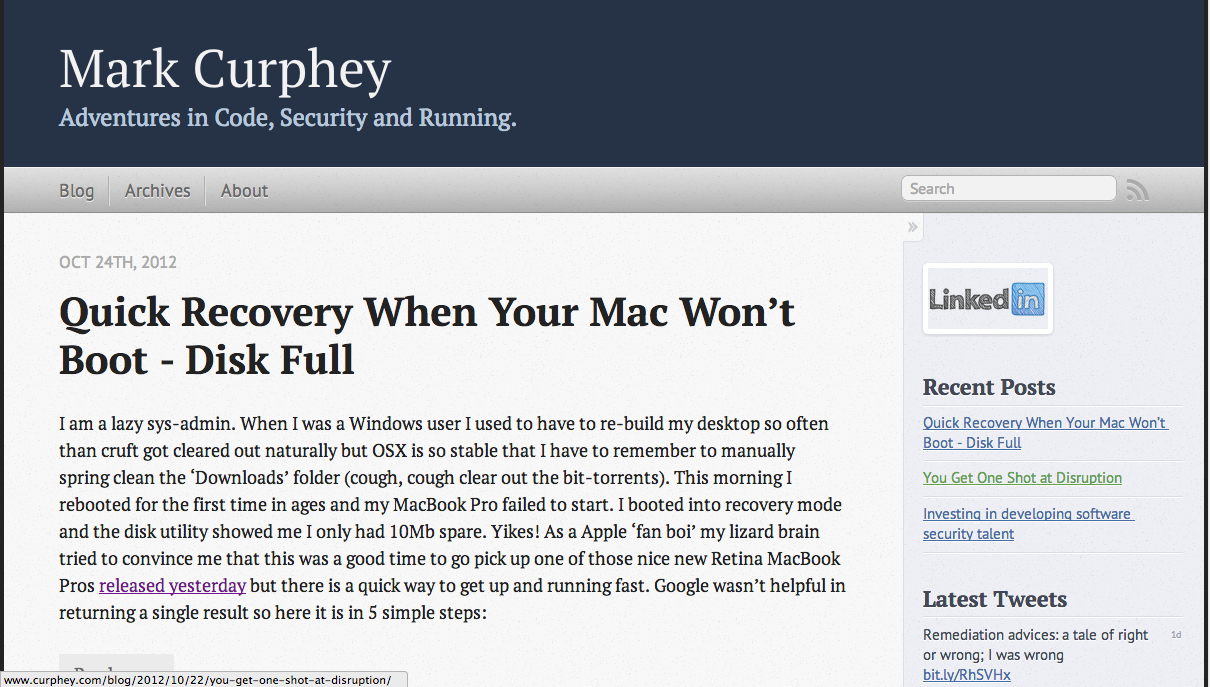 Mark Curphey
Adventures in Code, Security and Running.
Blog
Archives
About
Search
OCT 24TH, 2012
Quick Recovery When Your Mac Won’t
Boot - Disk Full
I am a lazy sys-admin. When I was a Windows user I used to have to re-build my desktop so often
than cruft got cleared out naturally but OSX is so stable that I have to remember to manually
spring clean the ‘Downloads’ folder (cough, cough clear out the bit-torrents). This morning I
rebooted for the first time in ages and my MacBook Pro failed to start. I booted into recovery mode
and the disk utility showed me I only had 10Mb spare. Yikes! As a Apple ‘fan boi’ my lizard brain
tried to convince me that this was a good time to go pick up one of those nice new Retina MacBook
Pros released yesterday but there is a quick way to get up and running fast. Google wasn’t helpful in
returning a single result so here it is in 5 simple steps:
»
Linked in
Recent Posts
Quick Recovery When Your Mac Won’t
Boot - Disk Full
You Get One Shot at Disruption
Investing in developing software
security talent
Latest Tweets
Remediation advices: a tale of right
1d
or wrong; I was wrong
bit.ly/RhSVHx
www.curphey.com/blog/2012/10/22/you-get-one-shot-at-disruption/